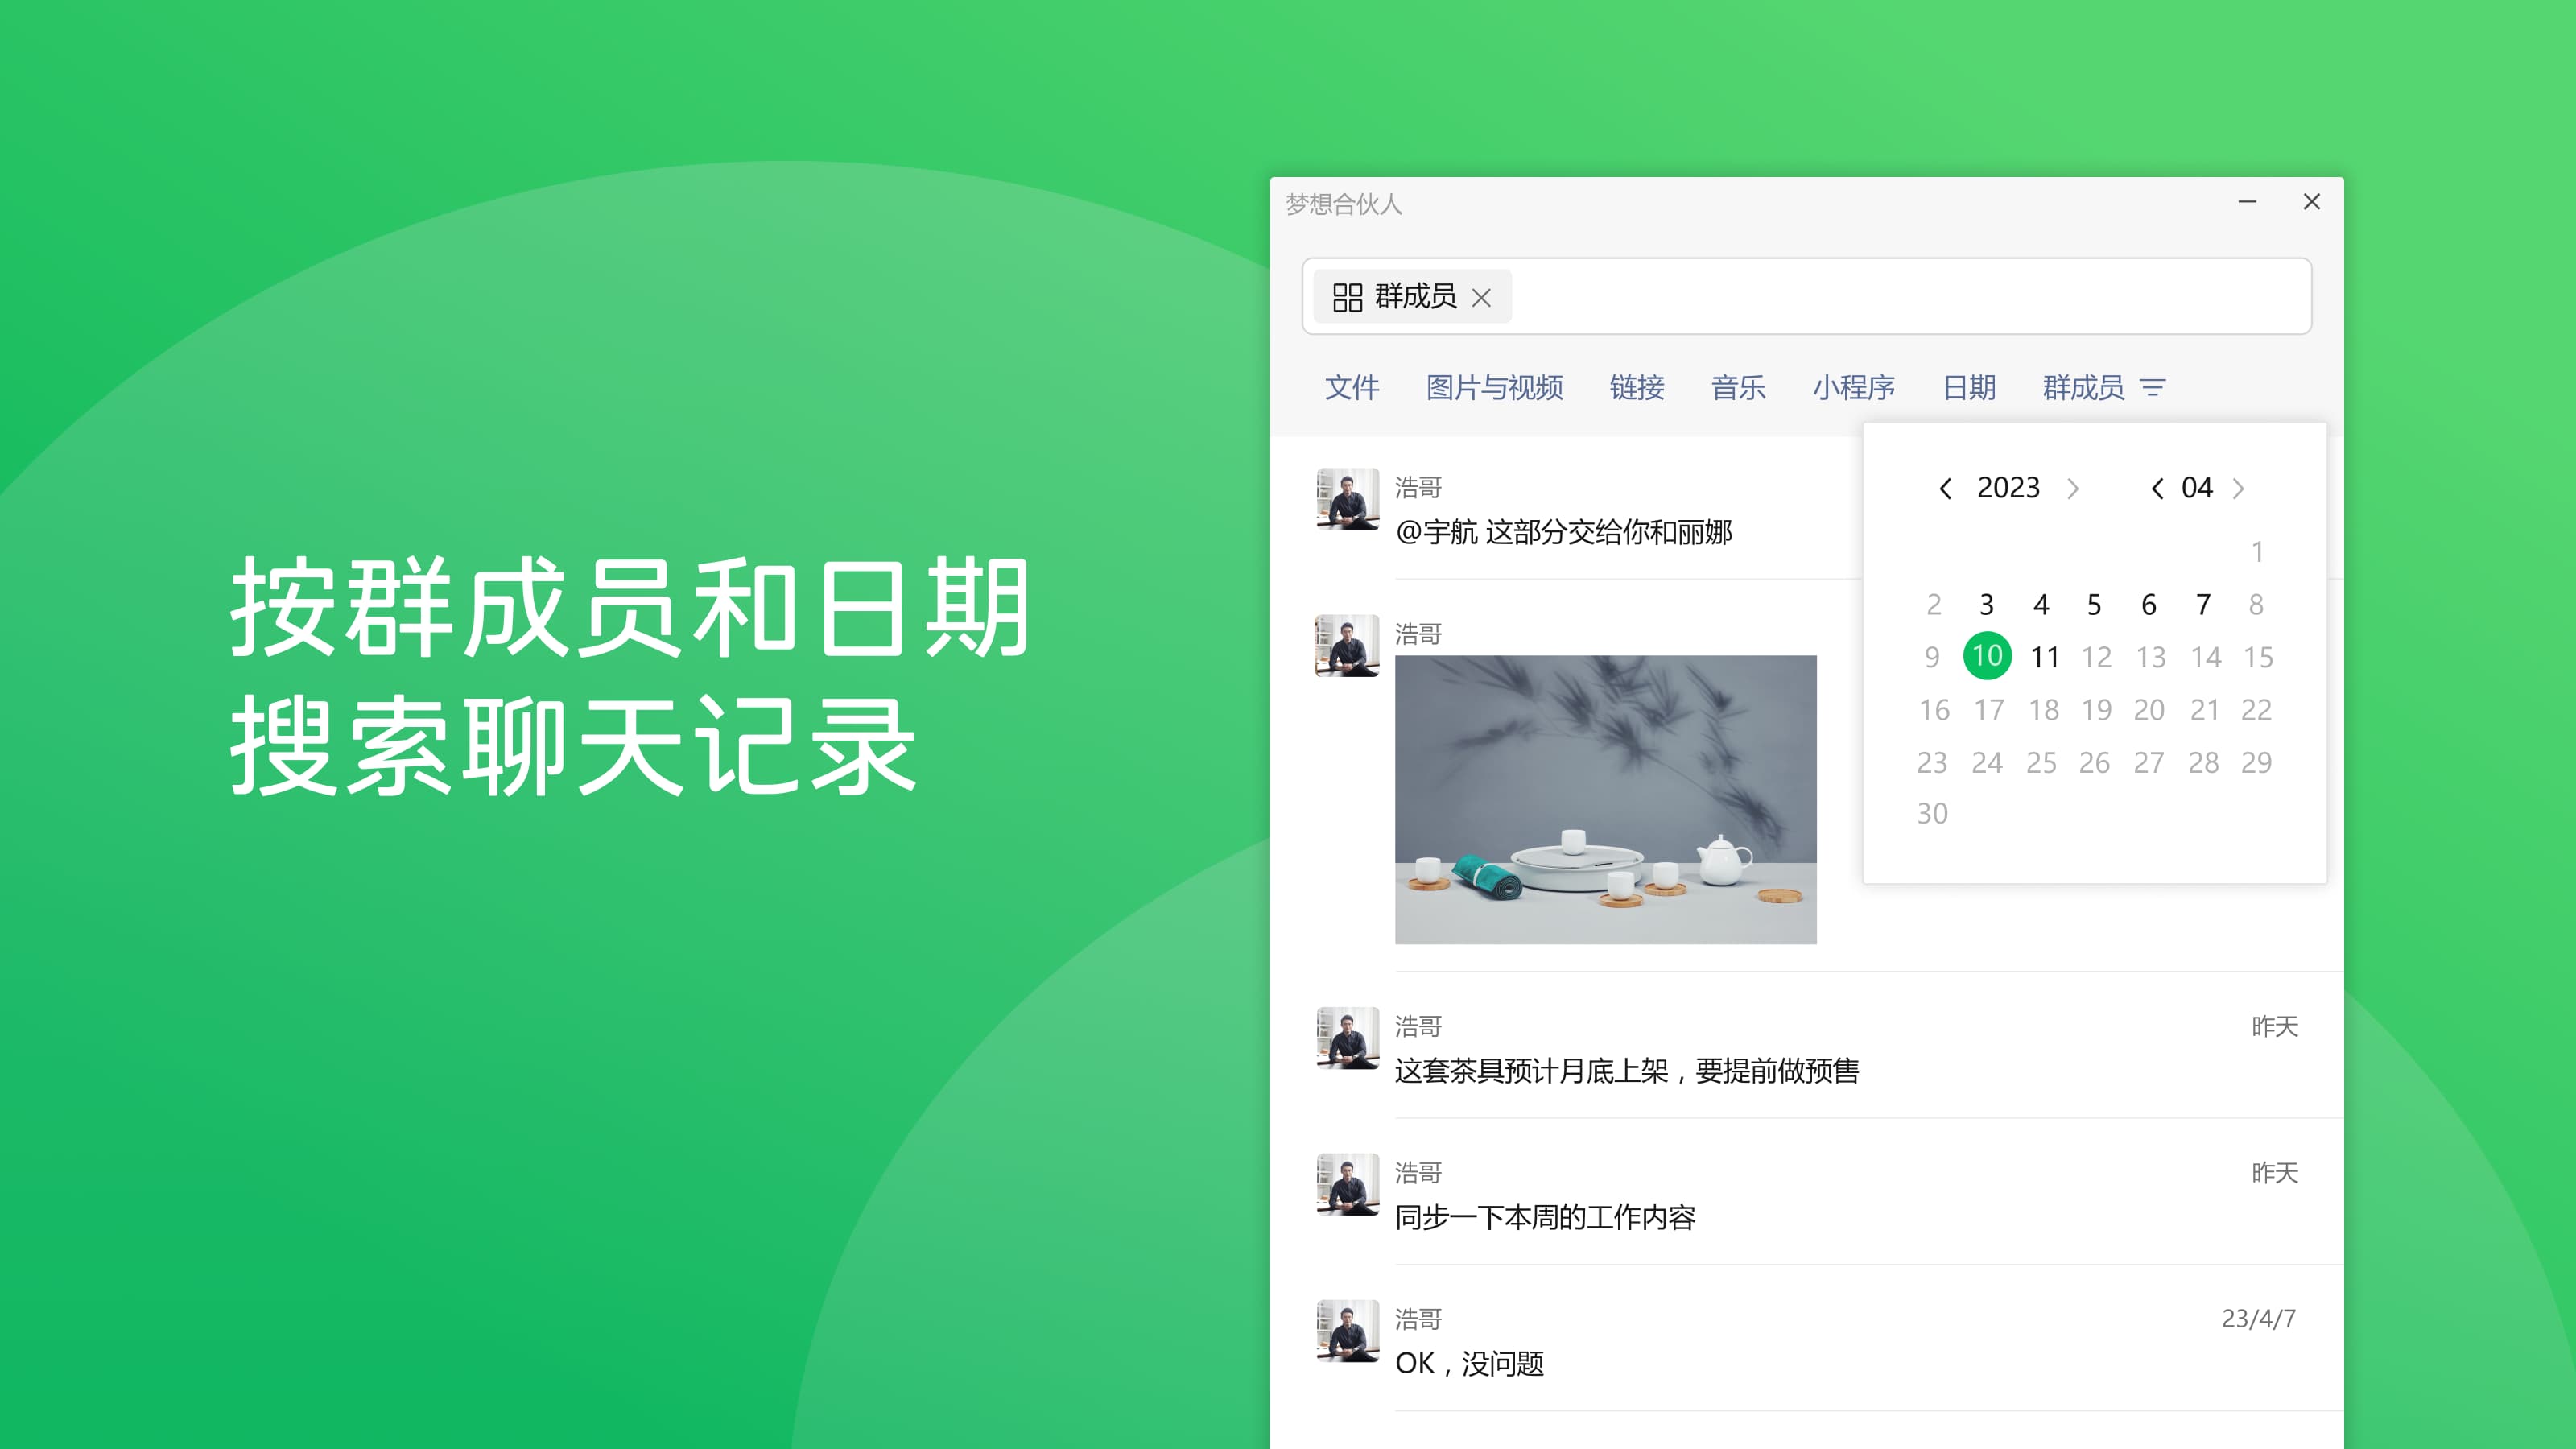 按群成员和日期
搜索聊天记录
梦想合伙人
群成员
文件 图片与视频 链接 音乐 小程序 日期 群成员
浩哥
@宇航 这部分交给你和丽娜
浩哥
2023 04
1
2 3 4 5 6 7 8
9 10 11 12 13 14 15
16 17 18 19 20 21 22
23 24 25 26 27 28 29
30
浩哥 昨天
这套茶具预计月底上架，要提前做预售
浩哥 昨天
同步一下本周的工作内容
浩哥 23/4/7
OK，没问题